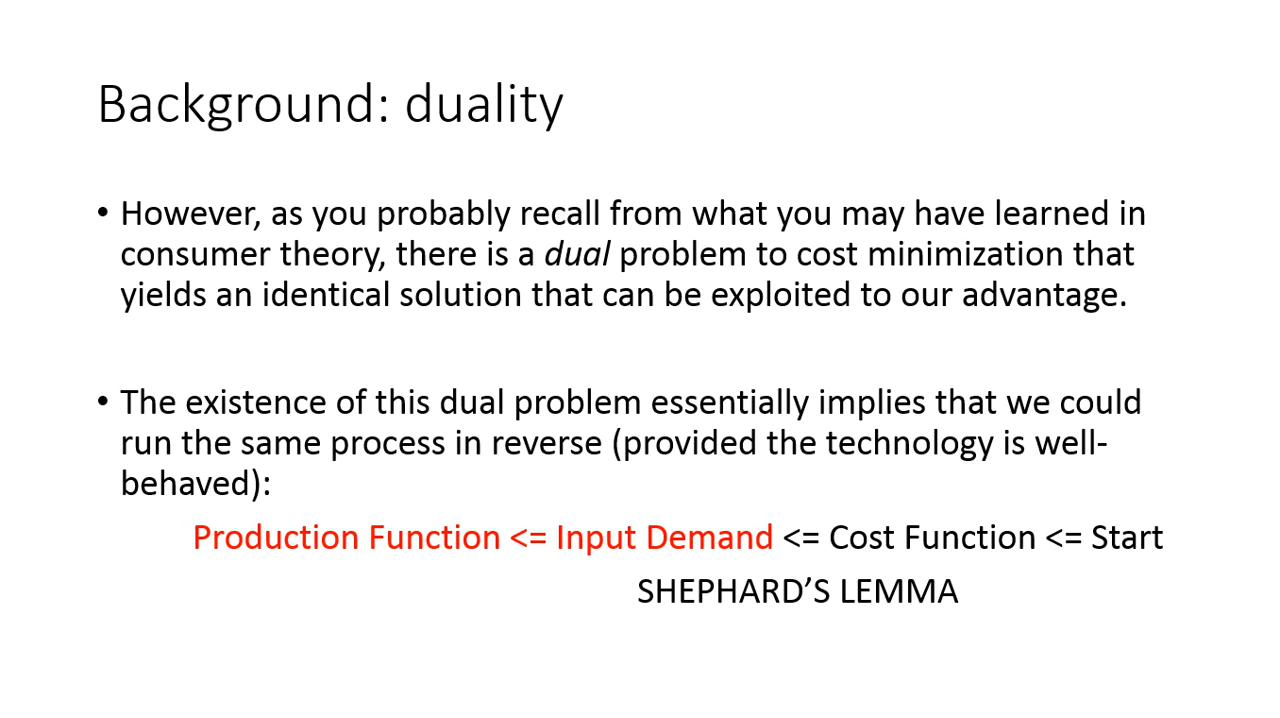 Background: duality
• However, as you probably recall from what you may have learned in
consumer theory, there is a dual problem to cost minimization that
yields an identical solution that can be exploited to our advantage.
• The existence of this dual problem essentially implies that we could
run the same process in reverse (provided the technology is well-
behaved):
Production Function <= Input Demand <= Cost Function <= Start
SHEPHARD’S LEMMA